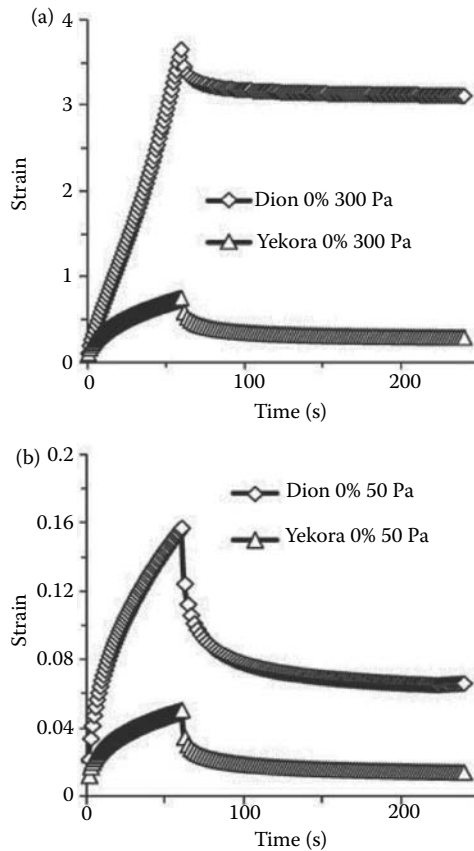 (a)
4
3
2
1
0
Strain
Dion 0% 300 Pa
Yekora 0% 300 Pa
0
100
200
Time (s)
(b)
0.2
0.16
0.12
0.08
0.04
0
Strain
Dion 0% 50 Pa
Yekora 0% 50 Pa
0
100
200
Time (s)